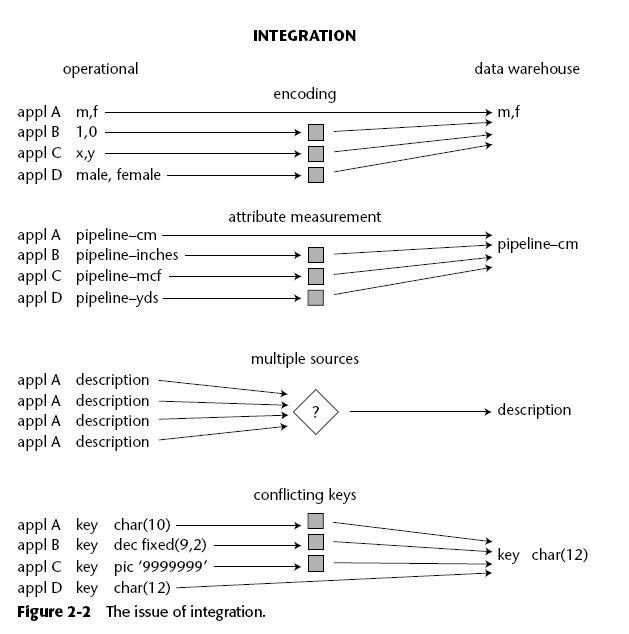 INTEGRATION
operational data warehouse
encoding
appl A m,f m,f
appl B 1,0
appl C x,y
appl D male, female
attribute measurement
appl A pipeline–cm
pipeline–cm
appl B pipeline–inches
appl C pipeline–mcf
appl D pipeline–yds
multiple sources
appl A description
appl A description
? description
appl A description
appl A description
conflicting keys
appl A key char(10)
appl B key dec fixed(9,2)
key char(12)
appl C key pic ‘9999999’
appl D key char(12)
Figure 2-2 The issue of integration.